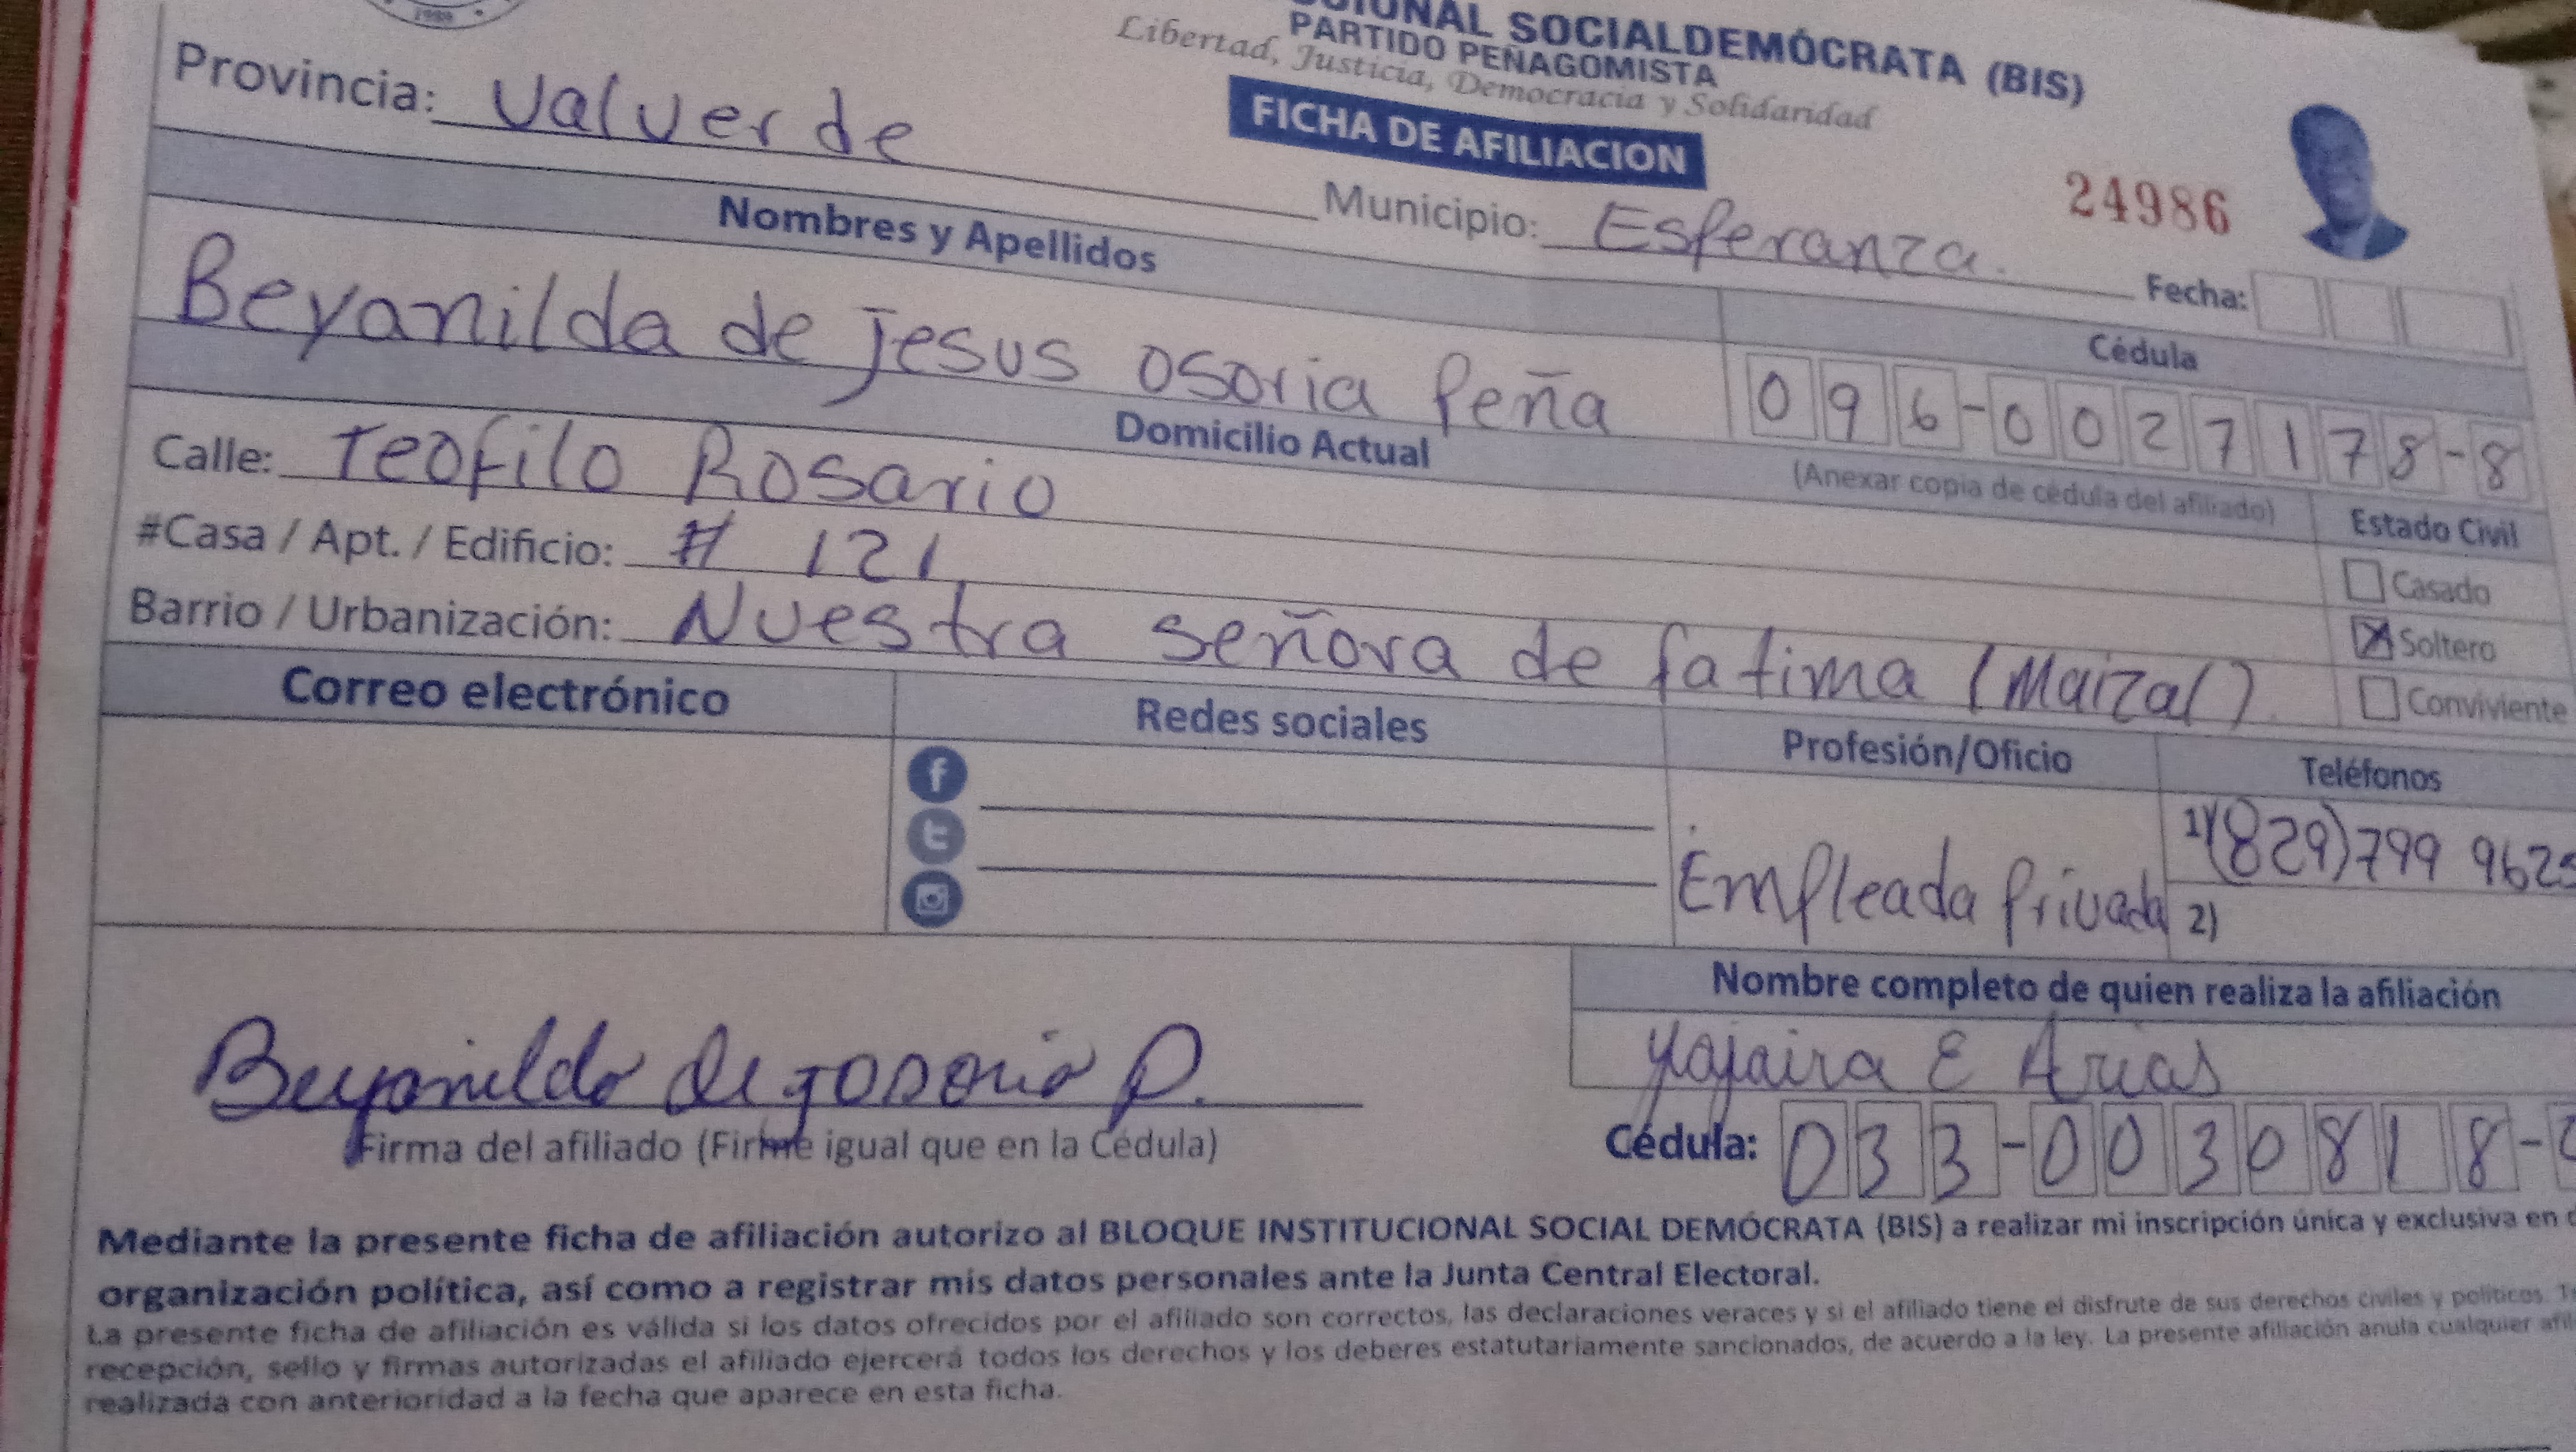 1989
CIONAL SOCIALDEMÓCRATA (BIS)
PARTIDO PEÑAGOMISTA
Libertad, Justicia, Democracia y Solidaridad
FICHA DE AFILIACION
24986
Provincia: Valverde Municipio: Esperanza. Fecha:
Nombres y Apellidos
Cédula
Beyanilda de Jesus Osoria Peña 096-0027178-8
Domicilio Actual
(Anexar copia de cédula del afiliado)
Calle: Teofilo Rosario
Estado Civil
#Casa / Apt. / Edificio: # 121
Casado
Barrio / Urbanización: Nuestra señora de fatima (Maizal)
X Soltero
Conviviente
Correo electrónico Redes sociales Profesión/Oficio Teléfonos
f
t
Empleada Privada
1) (829) 799 962
2)
Nombre completo de quien realiza la afiliación
Yajaira E Arias
Beyanilda de J Osoria P.
Firma del afiliado (Firme igual que en la Cédula)
Cédula: 033-0030818-
Mediante la presente ficha de afiliación autorizo al BLOQUE INSTITUCIONAL SOCIAL DEMÓCRATA (BIS) a realizar mi inscripción única y exclusiva en
organización política, así como a registrar mis datos personales ante la Junta Central Electoral.
La presente ficha de afiliación es válida si los datos ofrecidos por el afiliado son correctos, las declaraciones veraces y si el afiliado tiene el disfrute de sus derechos civiles y políticos.
recepción, sello y firmas autorizadas el afiliado ejercerá todos los derechos y los deberes estatutariamente sancionados, de acuerdo a la ley. La presente afiliación anula cualquier afil
realizada con anterioridad a la fecha que aparece en esta ficha.